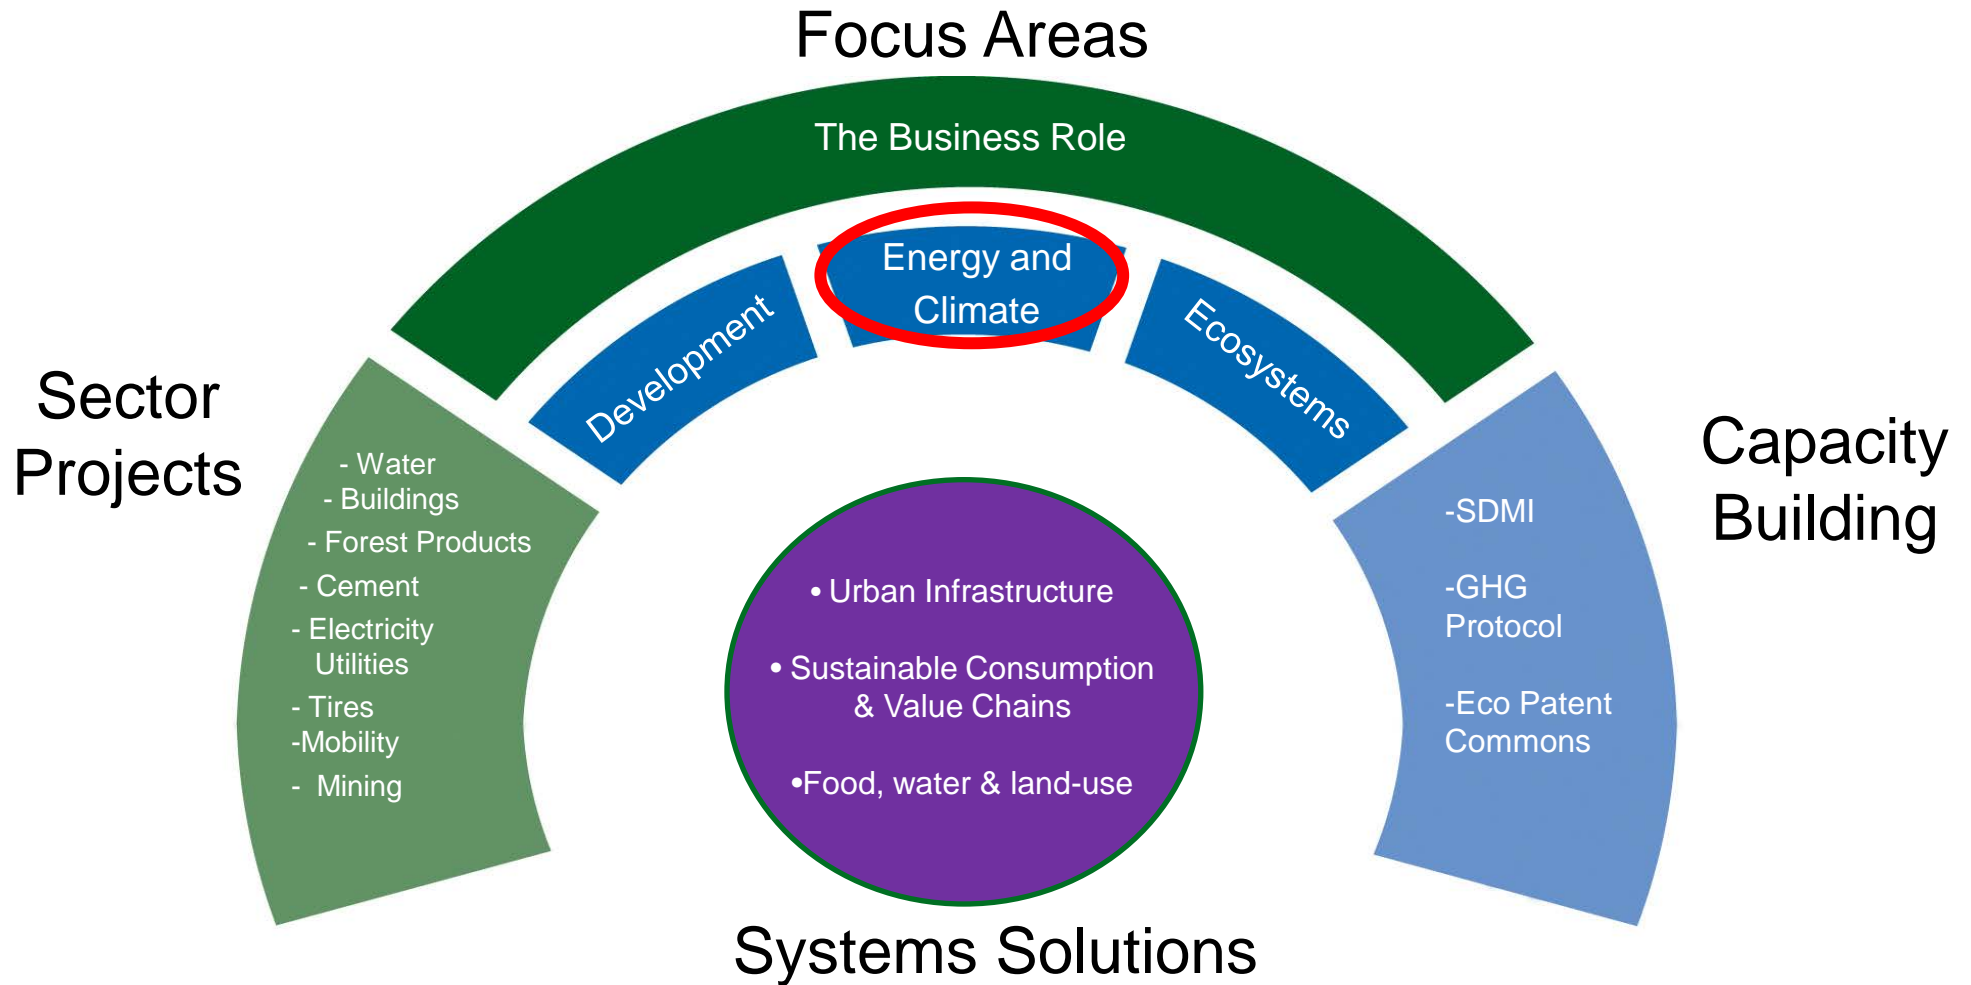 Focus Areas
The Business Role
Energy and
Climate
Development
Ecosystems
Sector
Projects
- Water
- Buildings
- Forest Products
- Cement
- Electricity
Utilities
- Tires
-Mobility
- Mining
Capacity
Building
-SDMI
-GHG
Protocol
-Eco Patent
Commons
• Urban Infrastructure
• Sustainable Consumption
& Value Chains
•Food, water & land-use
Systems Solutions